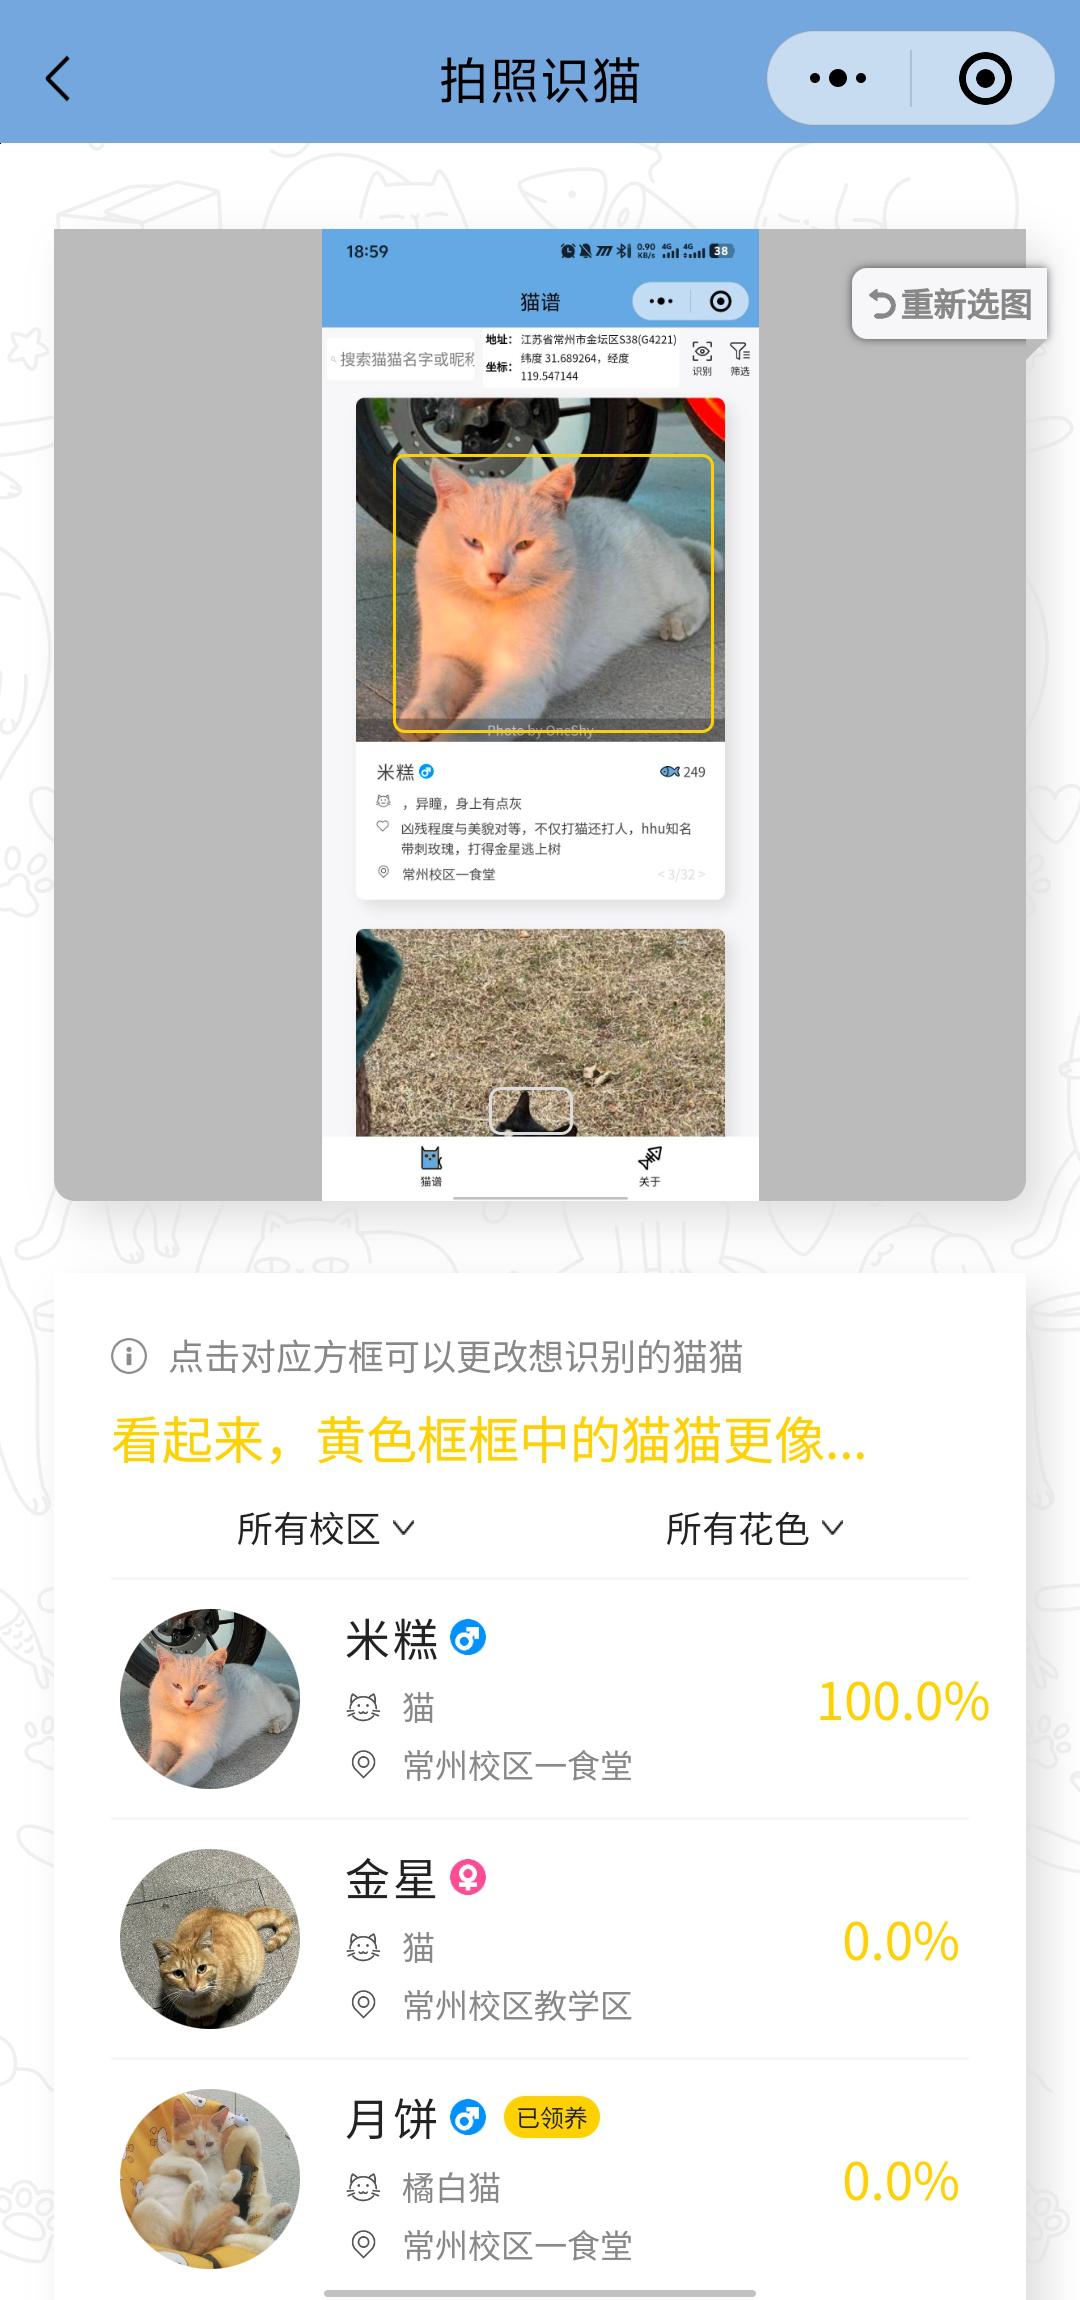 拍照识猫
18:59
0.90 KB/s 4G 4G 38
猫谱
重新选图
搜索猫猫名字或昵称
地址： 江苏省常州市金坛区S38(G4221)
坐标： 纬度 31.689264，经度
119.547144
识别
筛选
Photo by OneShy
米糕
249
，异瞳，身上有点灰
凶残程度与美貌对等，不仅打猫还打人，hhu知名
带刺玫瑰，打得金星逃上树
常州校区一食堂
< 3/32 >
猫谱
关于
点击对应方框可以更改想识别的猫猫
看起来，黄色框框中的猫猫更像...
所有校区
所有花色
米糕
猫
常州校区一食堂
100.0%
金星
猫
常州校区教学区
0.0%
月饼 已领养
橘白猫
常州校区一食堂
0.0%